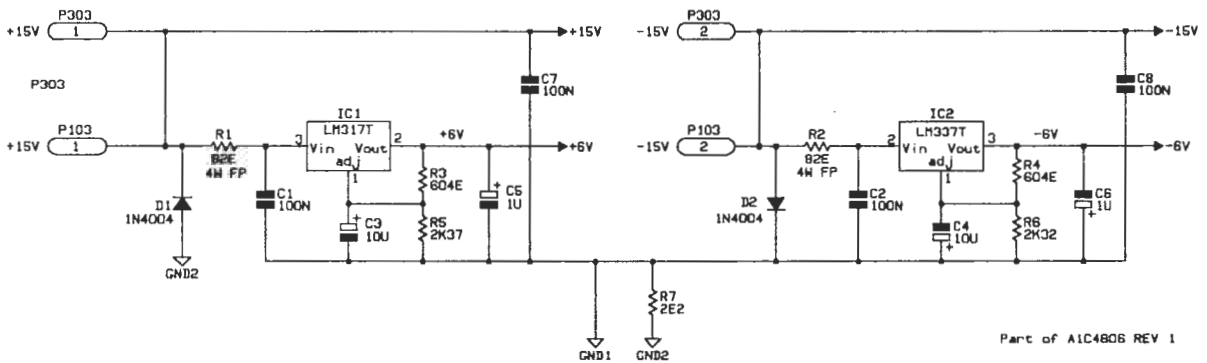 P303
+15V
1
+15V
P303
C7
100N
P103
+15V
1
R1
82E
4W FP
IC1
LM317T
3
Vin
Vout
2
adj
1
+6V
+6V
R3
604E
C1
100N
C5
1U
+
D1
1N4004
+
C3
10U
R5
2K37
GND2
P303
-15V
2
-15V
C8
100N
P103
-15V
2
R2
82E
4W FP
IC2
LM337T
2
Vin
Vout
3
adj
1
-6V
-6V
R4
604E
C2
100N
C6
1U
+
D2
1N4004
C4
10U
+
R6
2K32
R7
2E2
GND1
GND2
Part of A1C4806 REV 1